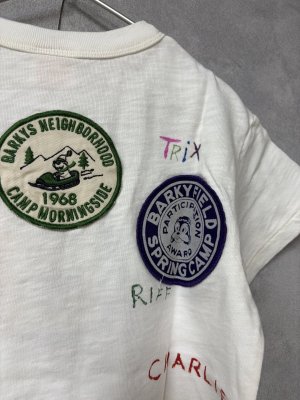 BARKYS NEIGHBORHOOD
1968
CAMP MORNINGSIDE
TRiX
BARKYFIELD
PARTICIPATION
AWARD
SPRING CAMP
RIFF
CHARLIE